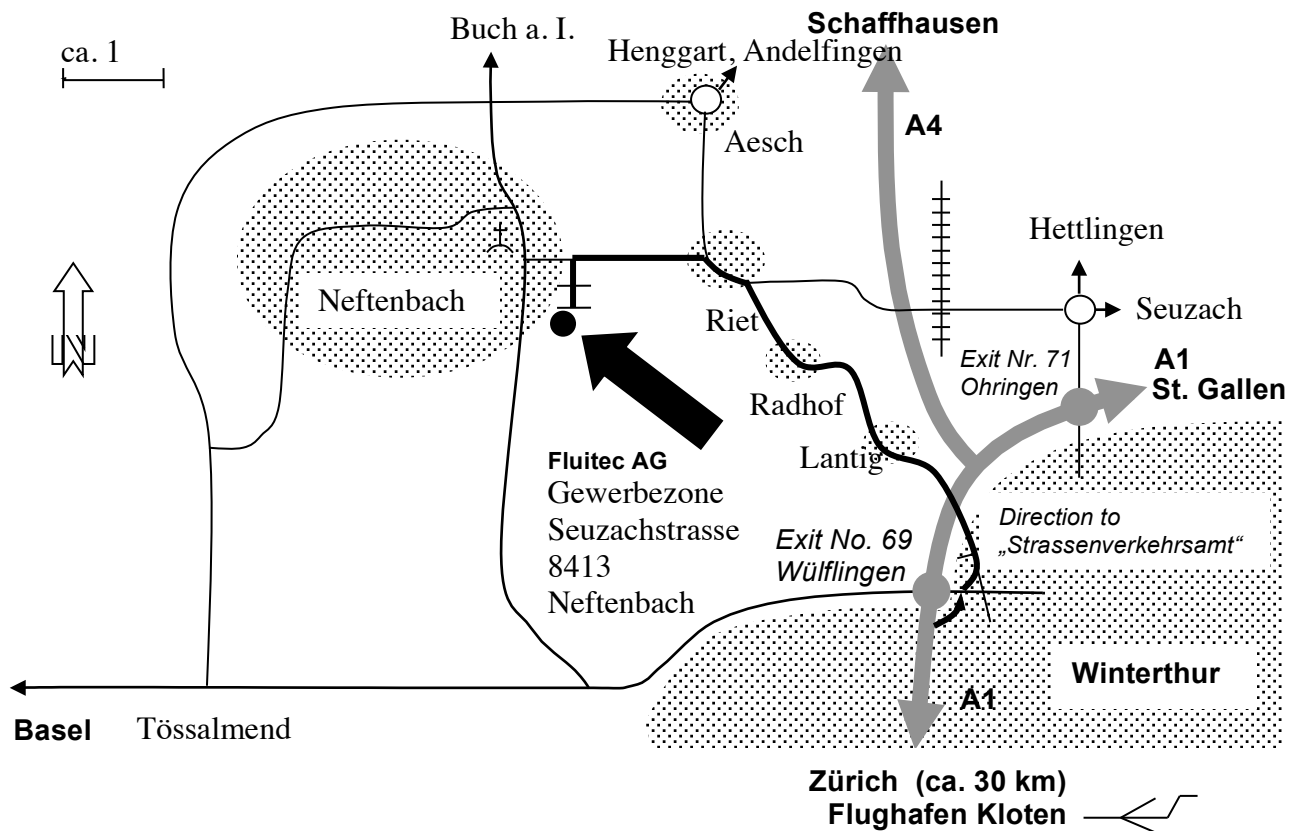 Schaffhausen
Buch a. I.
ca. 1
Henggart, Andelfingen
A4
Aesch
Hettlingen
Neftenbach
Riet
Seuzach
Exit Nr. 71
Ohringen
A1
St. Gallen
Radhof
Lantig
Fluitec AG
Gewerbezone
Seuzachstrasse
8413
Neftenbach
Exit No. 69
Wülflingen
Direction to
„Strassenverkehrsamt“
Winterthur
A1
Basel
Tössalmend
Zürich (ca. 30 km)
Flughafen Kloten